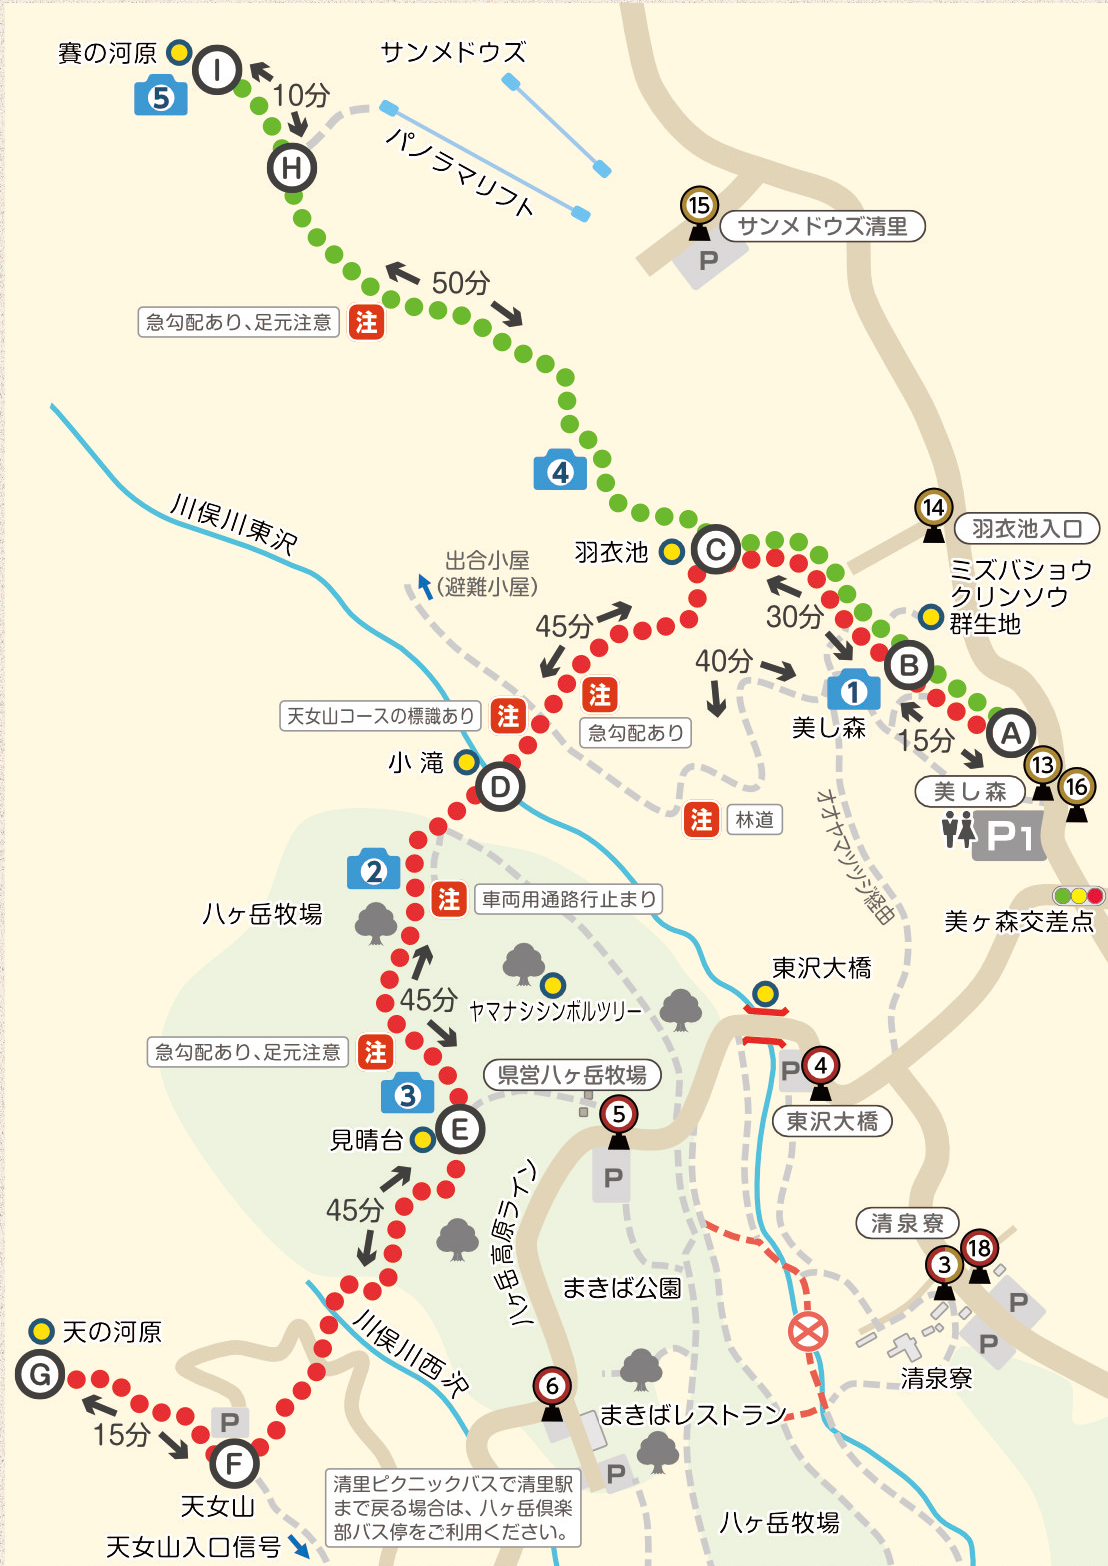 賽の河原
I
5
10分
H
サンメドウズ
パノラマリフト
15
サンメドウズ清里
P
50分
急勾配あり、足元注意
注
4
川俣川東沢
14
羽衣池入口
羽衣池
C
出合小屋
(避難小屋)
ミズバショウ
クリンソウ
群生地
45分
30分
40分
B
1
美し森
注
急勾配あり
天女山コースの標識あり
注
15分
A
13
16
美し森
P1
小滝
D
注
林道
オオヤマツツジ経由
2
注
車両用通路行止まり
八ヶ岳牧場
美ヶ森交差点
45分
ヤマナシシンボルツリー
東沢大橋
急勾配あり、足元注意
注
3
県営八ヶ岳牧場
5
P
P
4
東沢大橋
見晴台
E
45分
八ヶ岳高原ライン
清泉寮
3
18
P
P
清泉寮
まきば公園
川俣川西沢
天の河原
G
15分
P
F
天女山
天女山入口信号
6
まきばレストラン
P
清里ピクニックバスで清里駅
まで戻る場合は、八ヶ岳倶楽
部バス停をご利用ください。
八ヶ岳牧場